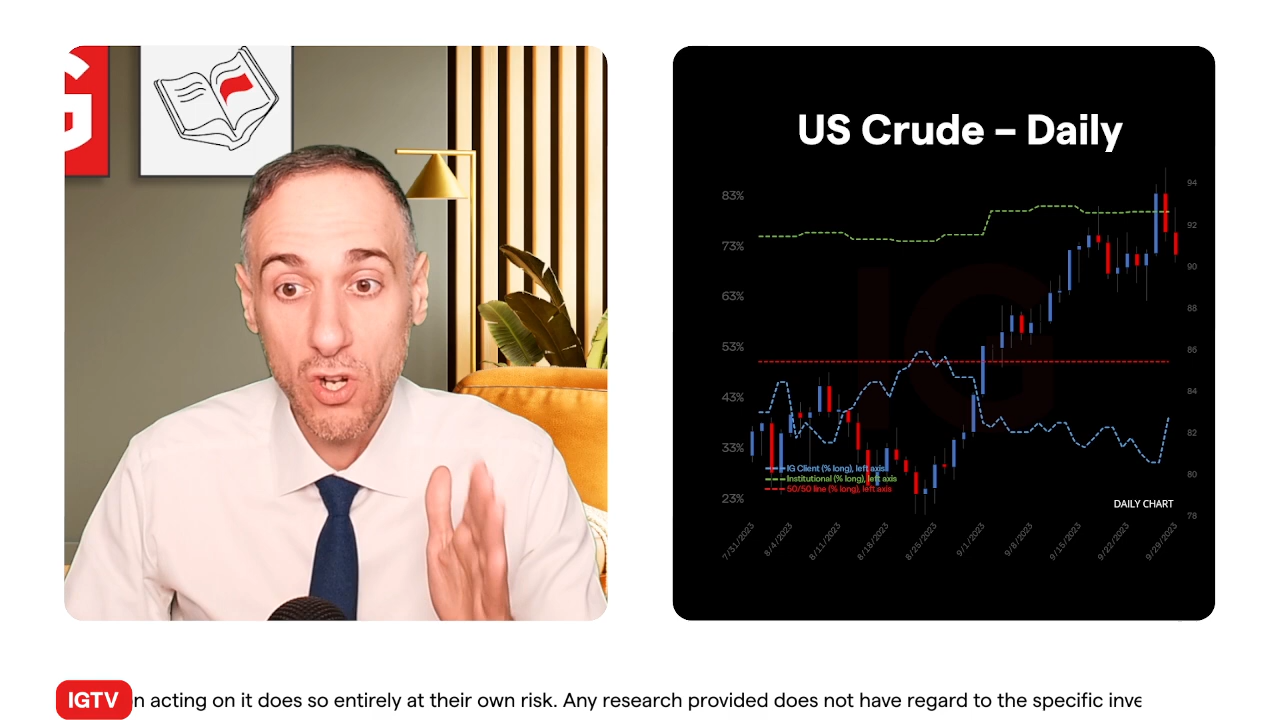 G
US Crude – Daily
83%
73%
63%
53%
43%
33%
23%
94
92
90
88
86
84
82
80
78
IG
IG Client (% long), left axis
Institutional (% long), left axis
50/50 line (% long), left axis
DAILY CHART
7/31/2023
8/4/2023
8/11/2023
8/18/2023
8/25/2023
9/1/2023
9/8/2023
9/15/2023
9/22/2023
9/29/2023
IGTV
n acting on it does so entirely at their own risk. Any research provided does not have regard to the specific inve